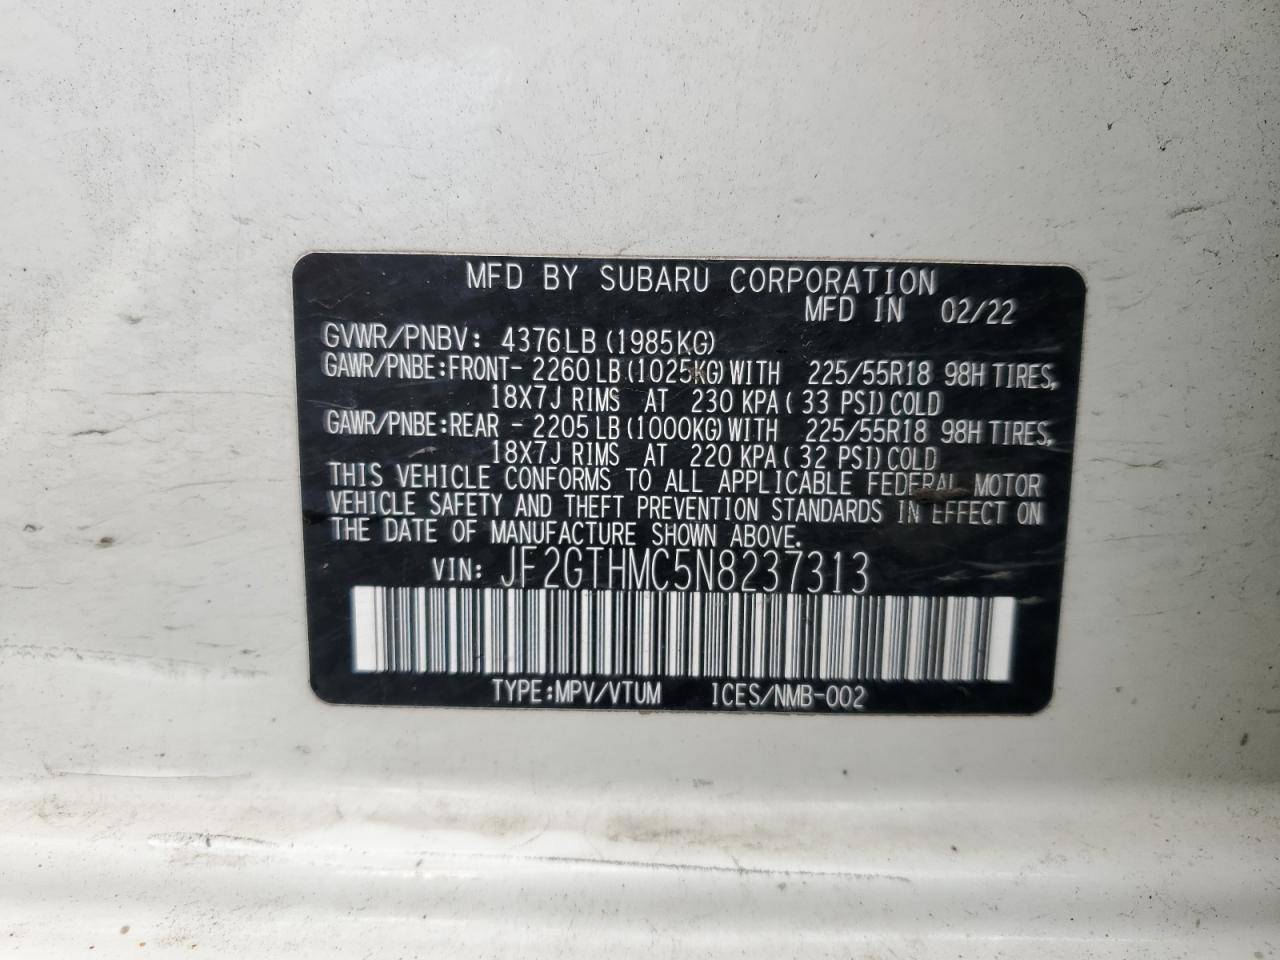 MFD BY SUBARU CORPORATION
MFD IN 02/22
GVWR/PNBV: 4376LB (1985KG)
GAWR/PNBE:FRONT- 2260 LB (1025KG) WITH 225/55R18 98H TIRES,
18X7J RIMS AT 230 KPA ( 33 PSI) COLD
GAWR/PNBE:REAR - 2205 LB (1000KG) WITH 225/55R18 98H TIRES,
18X7J RIMS AT 220 KPA ( 32 PSI) COLD
THIS VEHICLE CONFORMS TO ALL APPLICABLE FEDERAL MOTOR
VEHICLE SAFETY AND THEFT PREVENTION STANDARDS IN EFFECT ON
THE DATE OF MANUFACTURE SHOWN ABOVE.
VIN: JF2GTHMC5N8237313
TYPE:MPV/VTUM ICES/NMB-002